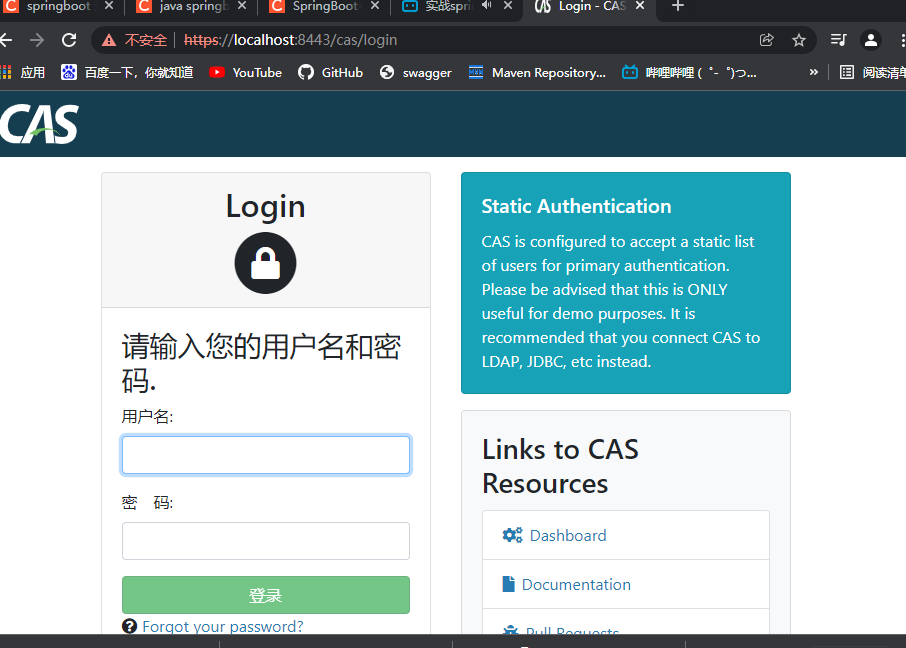 springboot
java springb
SpringBoot-
实战spri
Login - CAS
不安全 https://localhost:8443/cas/login
应用
百度一下，你就知道
YouTube
GitHub
swagger
Maven Repository...
哔哩哔哩 ( ゜- ゜)つ...
»
阅读清单
CAS
Login
请输入您的用户名和密
码.
用户名:
密 码:
登录
Forgot your password?
Static Authentication
CAS is configured to accept a static list
of users for primary authentication.
Please be advised that this is ONLY
useful for demo purposes. It is
recommended that you connect CAS to
LDAP, JDBC, etc instead.
Links to CAS
Resources
Dashboard
Documentation
Pull Requests